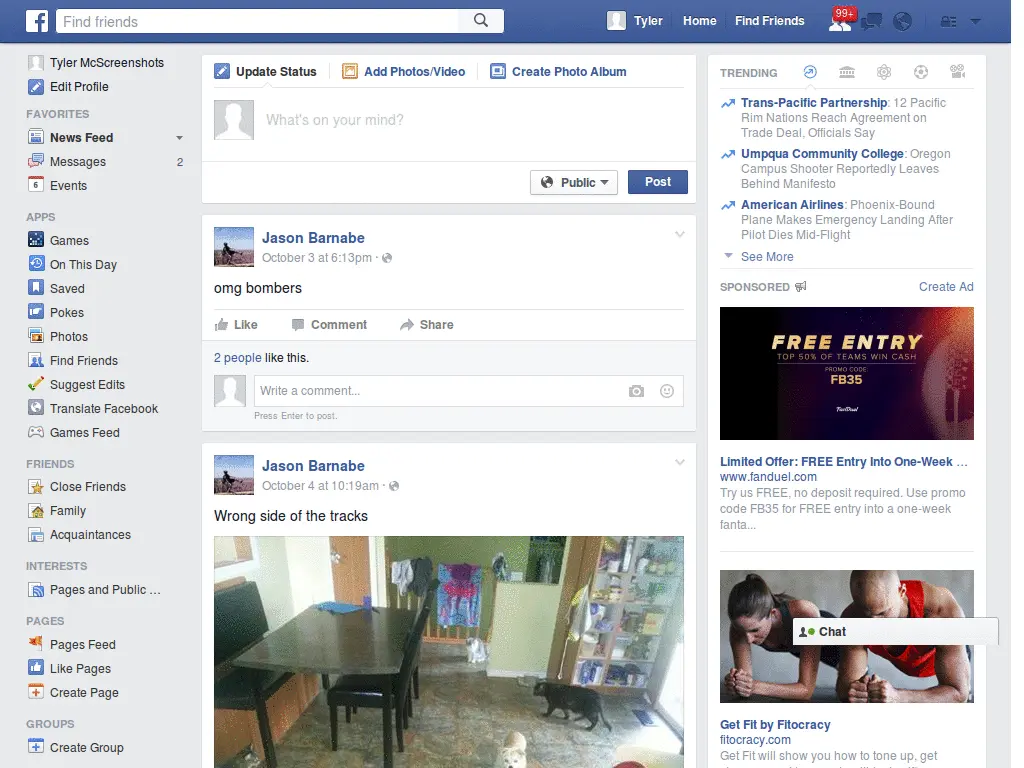 Find friends
Tyler
Home
Find Friends
99+
Tyler McScreenshots
Edit Profile
FAVORITES
News Feed
Messages 2
6 Events
APPS
Games
On This Day
Saved
Pokes
Photos
Find Friends
Suggest Edits
Translate Facebook
Games Feed
FRIENDS
Close Friends
Family
Acquaintances
INTERESTS
Pages and Public ...
PAGES
Pages Feed
Like Pages
Create Page
GROUPS
Create Group
Update Status
Add Photos/Video
Create Photo Album
What's on your mind?
Public
Post
Jason Barnabe
October 3 at 6:13pm ·
omg bombers
Like
Comment
Share
2 people like this.
Write a comment...
Press Enter to post.
Jason Barnabe
October 4 at 10:19am ·
Wrong side of the tracks
TRENDING
Trans-Pacific Partnership: 12 Pacific
Rim Nations Reach Agreement on
Trade Deal, Officials Say
Umpqua Community College: Oregon
Campus Shooter Reportedly Leaves
Behind Manifesto
American Airlines: Phoenix-Bound
Plane Makes Emergency Landing After
Pilot Dies Mid-Flight
See More
SPONSORED
Create Ad
FREE ENTRY
TOP 50% OF TEAMS WIN CASH
PROMO CODE:
FB35
FanDuel
Limited Offer: FREE Entry Into One-Week ...
www.fanduel.com
Try us FREE, no deposit required. Use promo
code FB35 for FREE entry into a one-week
fanta...
Chat
Get Fit by Fitocracy
fitocracy.com
Get Fit will show you how to tone up, get